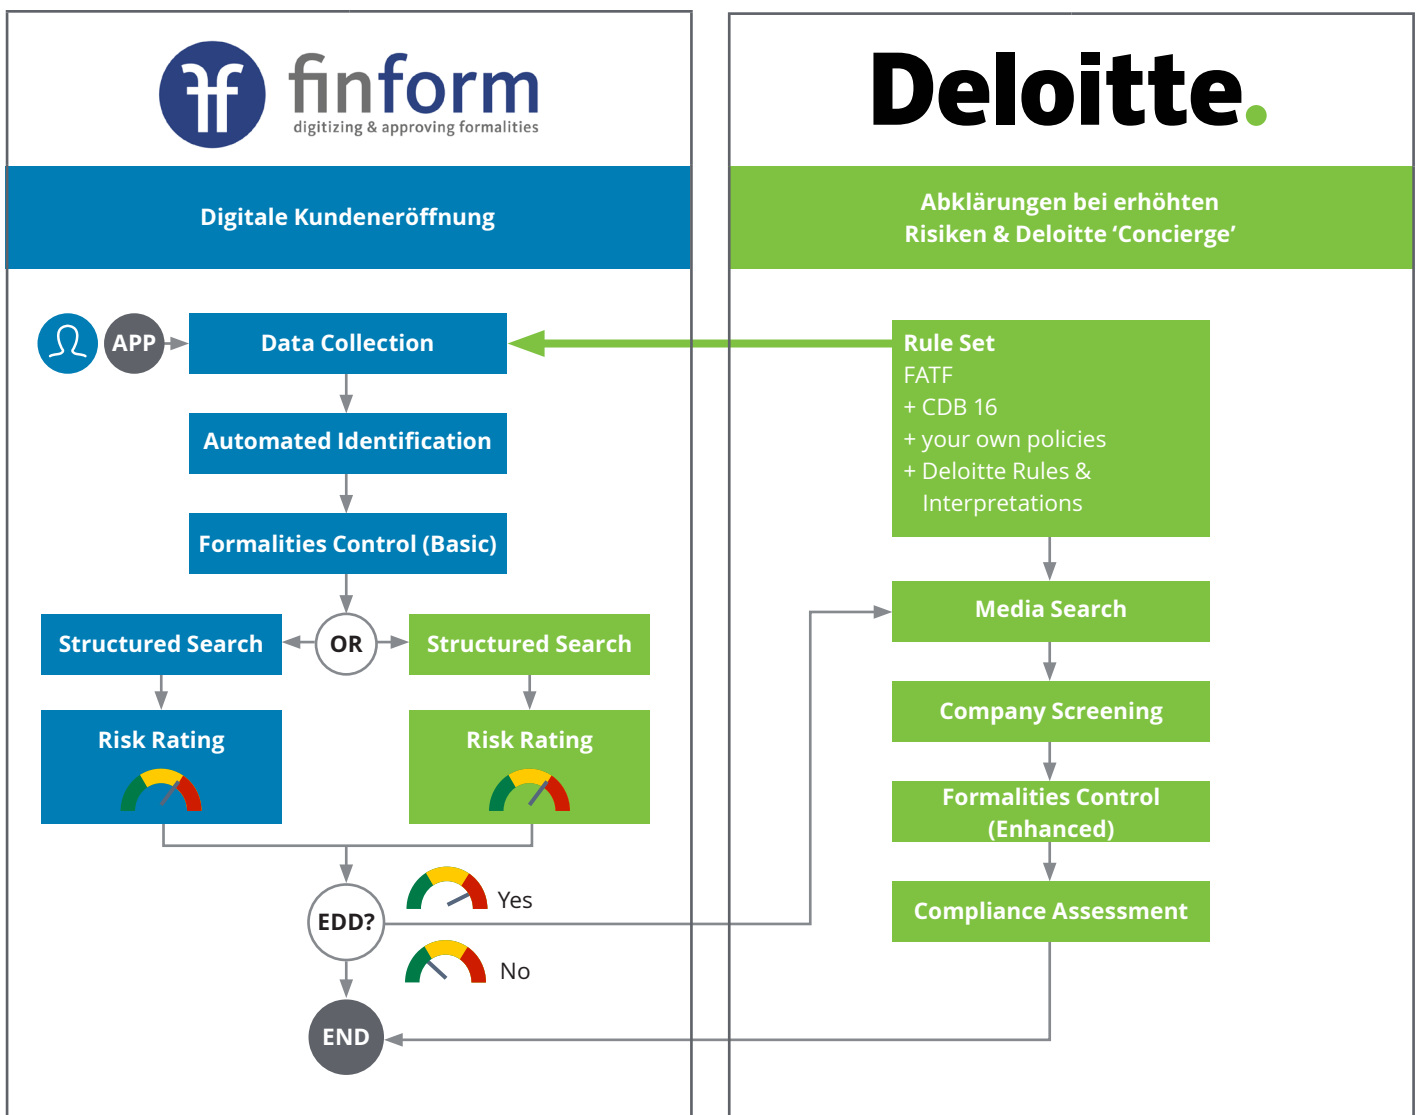 finform
digitizing & approving formalities
Digitale Kundeneröffnung
APP
Data Collection
Automated Identification
Formalities Control (Basic)
OR
Structured Search
Structured Search
Risk Rating
Risk Rating
EDD?
Yes
No
END
Deloitte.
Abklärungen bei erhöhten
Risiken & Deloitte ‘Concierge’
Rule Set
FATF
+ CDB 16
+ your own policies
+ Deloitte Rules &
Interpretations
Media Search
Company Screening
Formalities Control
(Enhanced)
Compliance Assessment